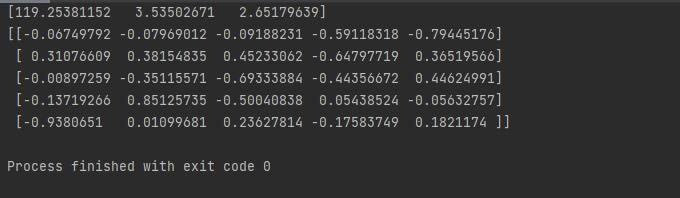 [119.25381152   3.53502671   2.65179639]
[[-0.06749792 -0.07969012 -0.09188231 -0.59118318 -0.79445176]
 [ 0.31076609  0.38154835  0.45233062 -0.64797719  0.36519566]
 [-0.00897259 -0.35115571 -0.69333884 -0.44356672  0.44624991]
 [-0.13719266  0.85125735 -0.50040838  0.05438524 -0.05632757]
 [-0.9380651   0.01099681  0.23627814 -0.17583749  0.1821174 ]]
Process finished with exit code 0